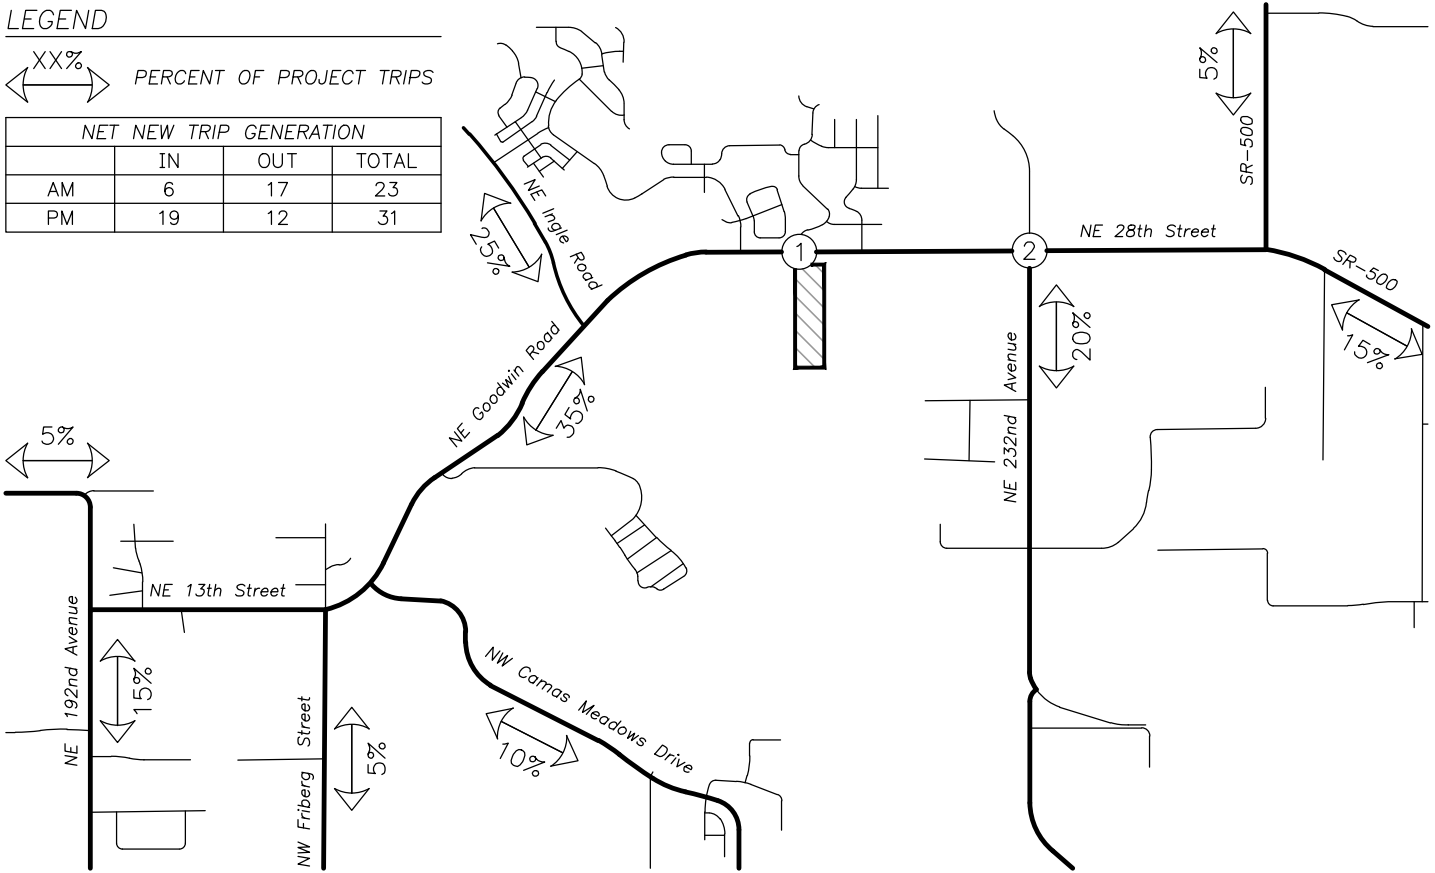 LEGEND
XX%
PERCENT OF PROJECT TRIPS
NET NEW TRIP GENERATION
IN OUT TOTAL
AM 6 17 23
PM 19 12 31
5%
SR-500
NE Ingle Road
25%
1
2
NE 28th Street
SR-500
15%
NE Goodwin Road
35%
NE 232nd Avenue
20%
5%
NE 13th Street
NE 192nd Avenue
15%
NW Friberg Street
5%
NW Camas Meadows Drive
10%